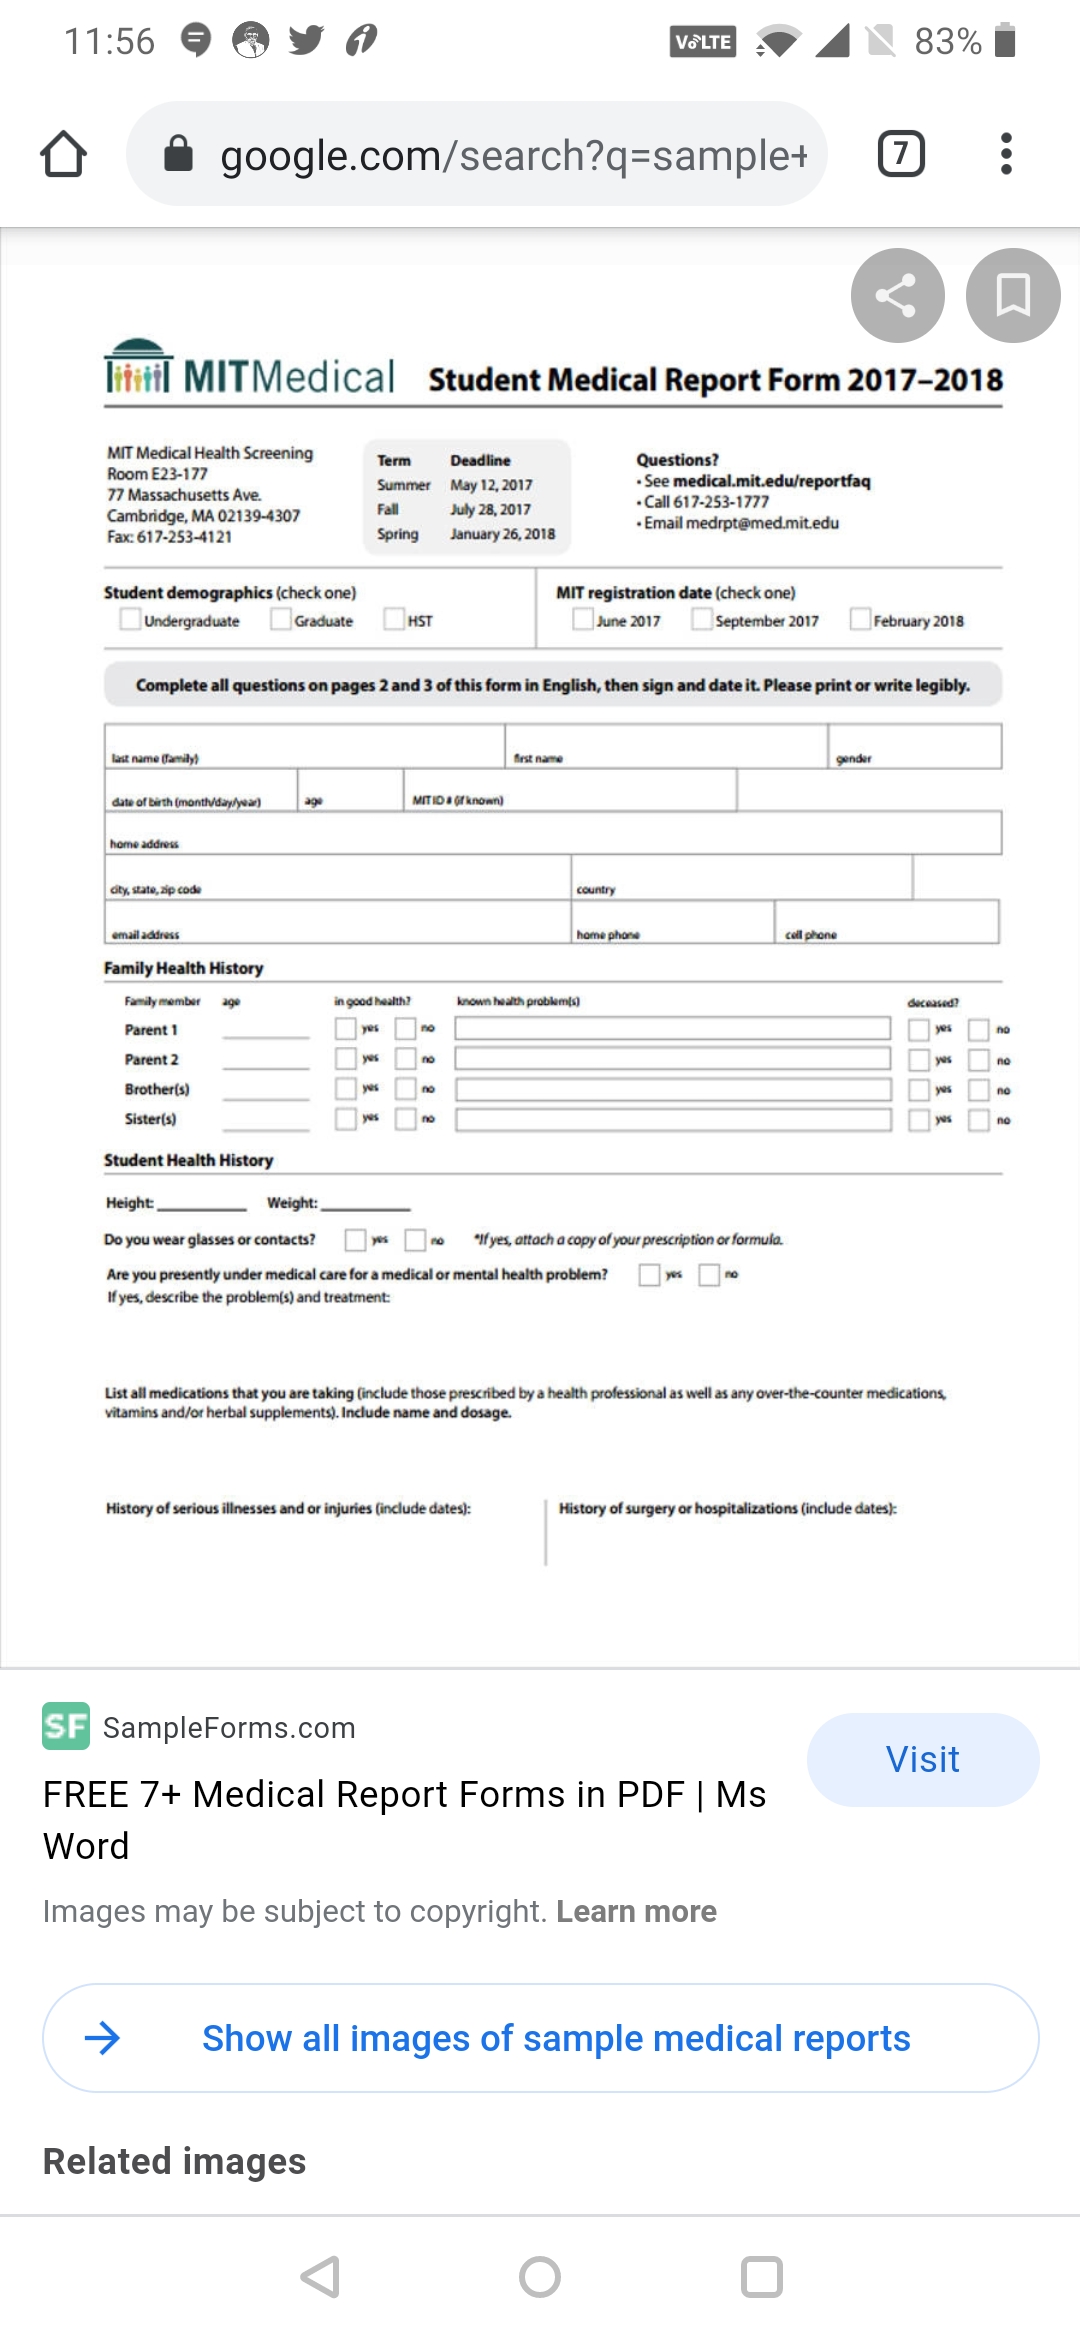 11:56
VoLTE
83%
google.com/search?q=sample+
7
MITMedical Student Medical Report Form 2017–2018
MIT Medical Health Screening
Room E23-177
77 Massachusetts Ave.
Cambridge, MA 02139-4307
Fax: 617-253-4121
Term Deadline
Summer May 12, 2017
Fall July 28, 2017
Spring January 26, 2018
Questions?
• See medical.mit.edu/reportfaq
• Call 617-253-1777
• Email medrpt@med.mit.edu
Student demographics (check one)
Undergraduate Graduate HST
MIT registration date (check one)
June 2017 September 2017 February 2018
Complete all questions on pages 2 and 3 of this form in English, then sign and date it. Please print or write legibly.
last name (family) first name gender
date of birth (month/day/year) age MIT ID # (if known)
home address
city, state, zip code country
email address home phone cell phone
Family Health History
Family member age in good health? known health problem(s) deceased?
Parent 1 yes no yes no
Parent 2 yes no yes no
Brother(s) yes no yes no
Sister(s) yes no yes no
Student Health History
Height: Weight:
Do you wear glasses or contacts? yes no *If yes, attach a copy of your prescription or formula.
Are you presently under medical care for a medical or mental health problem? yes no
If yes, describe the problem(s) and treatment:
List all medications that you are taking (include those prescribed by a health professional as well as any over-the-counter medications,
vitamins and/or herbal supplements). Include name and dosage.
History of serious illnesses and or injuries (include dates): History of surgery or hospitalizations (include dates):
SF SampleForms.com
Visit
FREE 7+ Medical Report Forms in PDF | Ms
Word
Images may be subject to copyright. Learn more
Show all images of sample medical reports
Related images